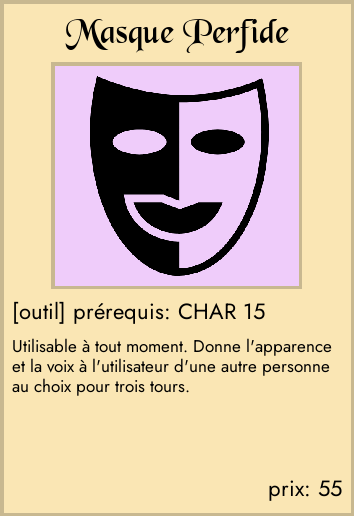 Masque Perfide
[outil] prérequis: CHAR 15
Utilisable à tout moment. Donne l'apparence
et la voix à l'utilisateur d'une autre personne
au choix pour trois tours.
prix: 55